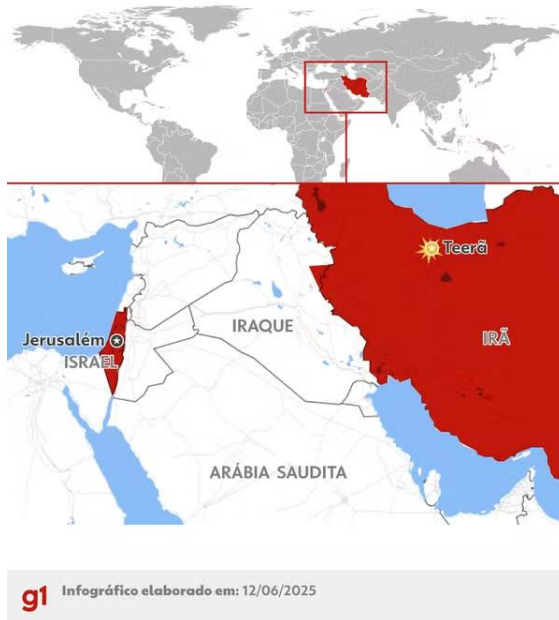 Teerã
IRAQUE
IRÃ
Jerusalém
ISRAEL
ARÁBIA SAUDITA
g1 Infográfico elaborado em: 12/06/2025